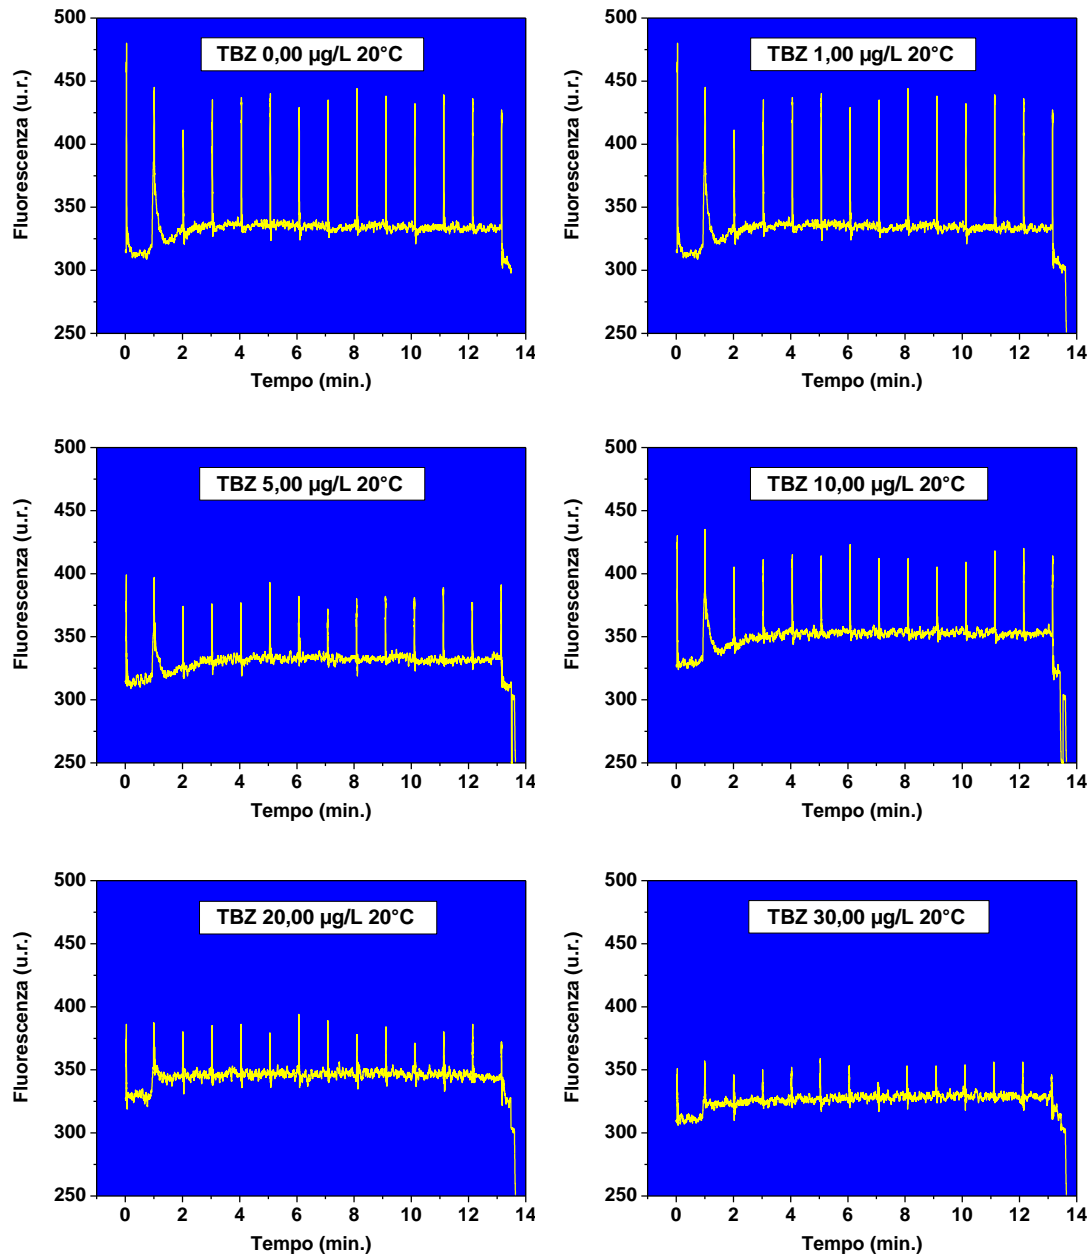 TBZ 0,00 µg/L 20°C
Fluorescenza (u.r.)
500
450
400
350
300
250
0 2 4 6 8 10 12 14
Tempo (min.)
TBZ 1,00 µg/L 20°C
Fluorescenza (u.r.)
500
450
400
350
300
250
0 2 4 6 8 10 12 14
Tempo (min.)
TBZ 5,00 µg/L 20°C
Fluorescenza (u.r.)
500
450
400
350
300
250
0 2 4 6 8 10 12 14
Tempo (min.)
TBZ 10,00 µg/L 20°C
Fluorescenza (u.r.)
500
450
400
350
300
250
0 2 4 6 8 10 12 14
Tempo (min.)
TBZ 20,00 µg/L 20°C
Fluorescenza (u.r.)
500
450
400
350
300
250
0 2 4 6 8 10 12 14
Tempo (min.)
TBZ 30,00 µg/L 20°C
Fluorescenza (u.r.)
500
450
400
350
300
250
0 2 4 6 8 10 12 14
Tempo (min.)